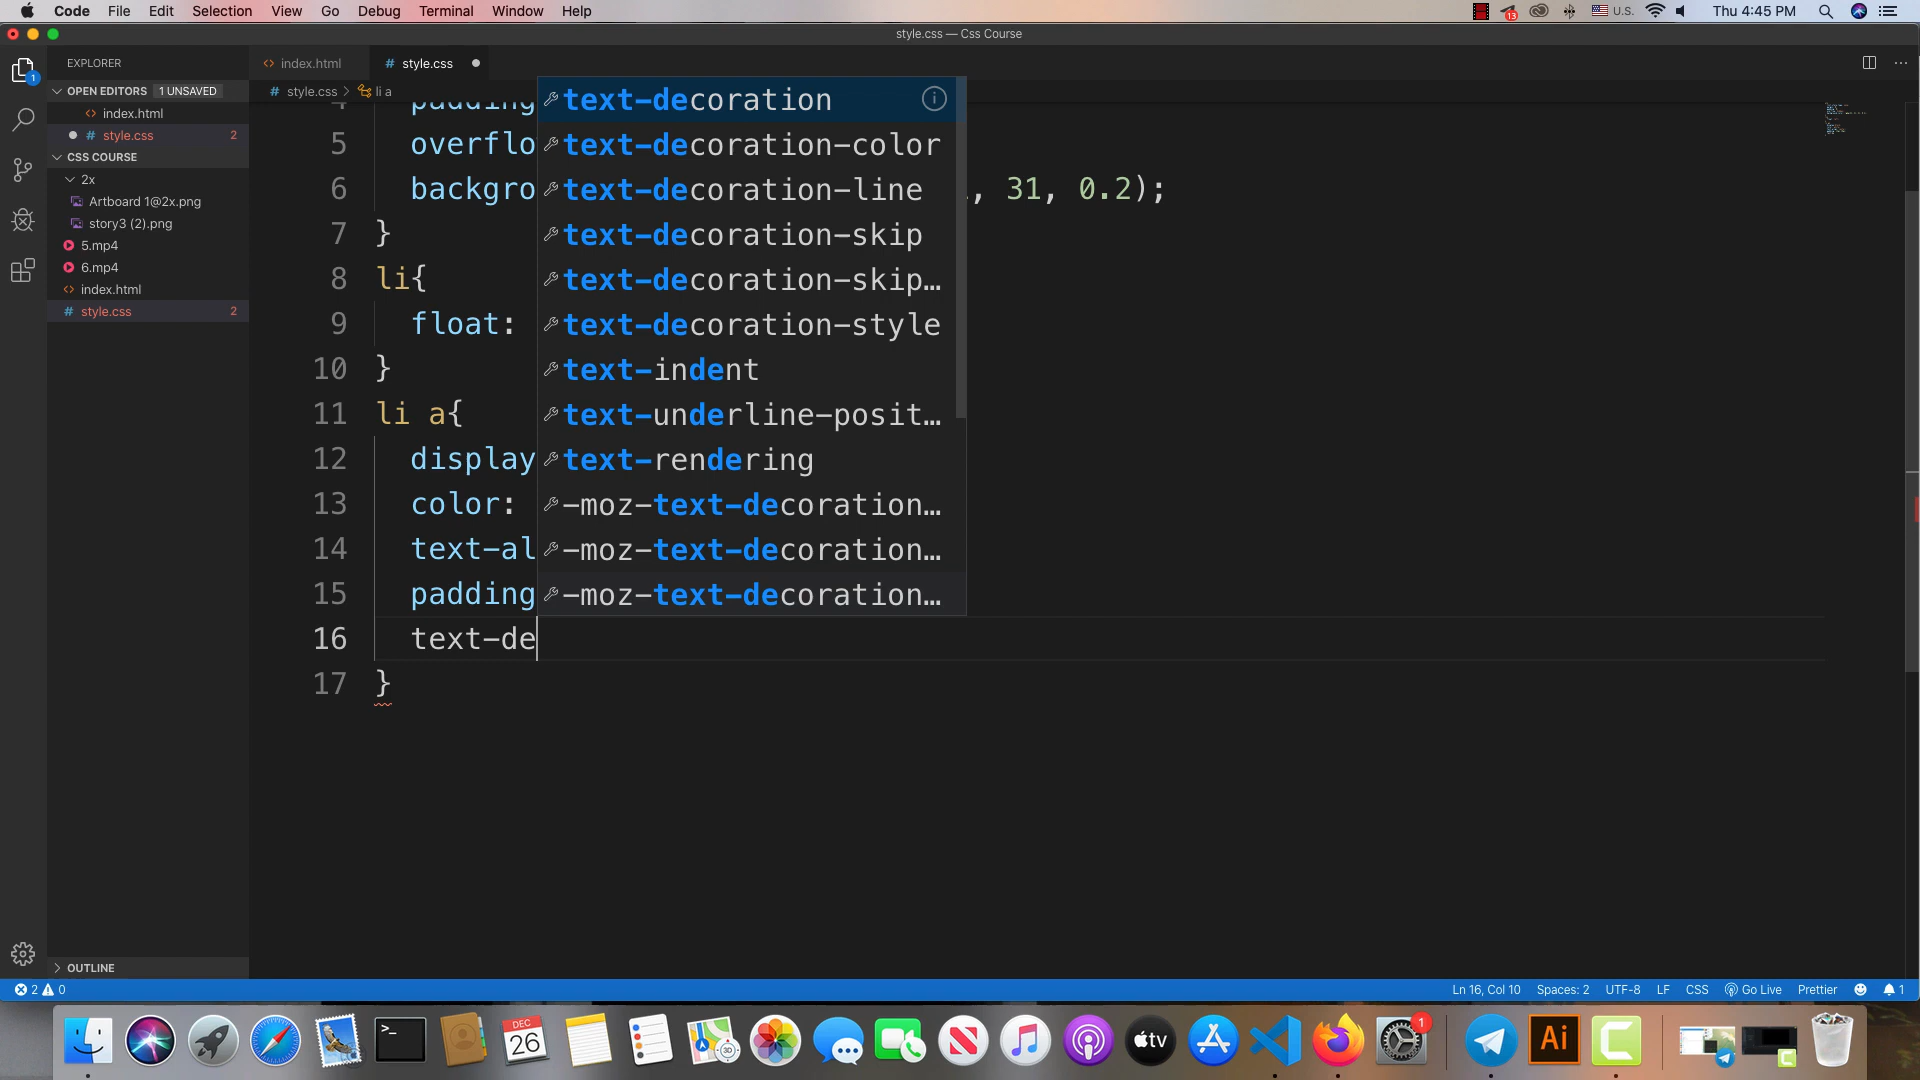 Code File Edit Selection View Go Debug Terminal Window Help
13 U.S. Thu 4:45 PM
style.css — Css Course
EXPLORER
index.html
style.css
OPEN EDITORS 1 UNSAVED
index.html
style.css 2
CSS COURSE
2x
Artboard 1@2x.png
story3 (2).png
5.mp4
6.mp4
index.html
style.css 2
OUTLINE
style.css > li a
4 padding
5 overflo
6 backgro , 31, 0.2);
7 }
8 li{
9 float:
10 }
11 li a{
12 display
13 color:
14 text-al
15 padding
16 text-de
17 }
text-decoration
text-decoration-color
text-decoration-line
text-decoration-skip
text-decoration-skip…
text-decoration-style
text-indent
text-underline-posit…
text-rendering
-moz-text-decoration…
-moz-text-decoration…
-moz-text-decoration…
2 0
Ln 16, Col 10 Spaces: 2 UTF-8 LF CSS Go Live Prettier 1
DEC
26
3D
tv
1
Ai